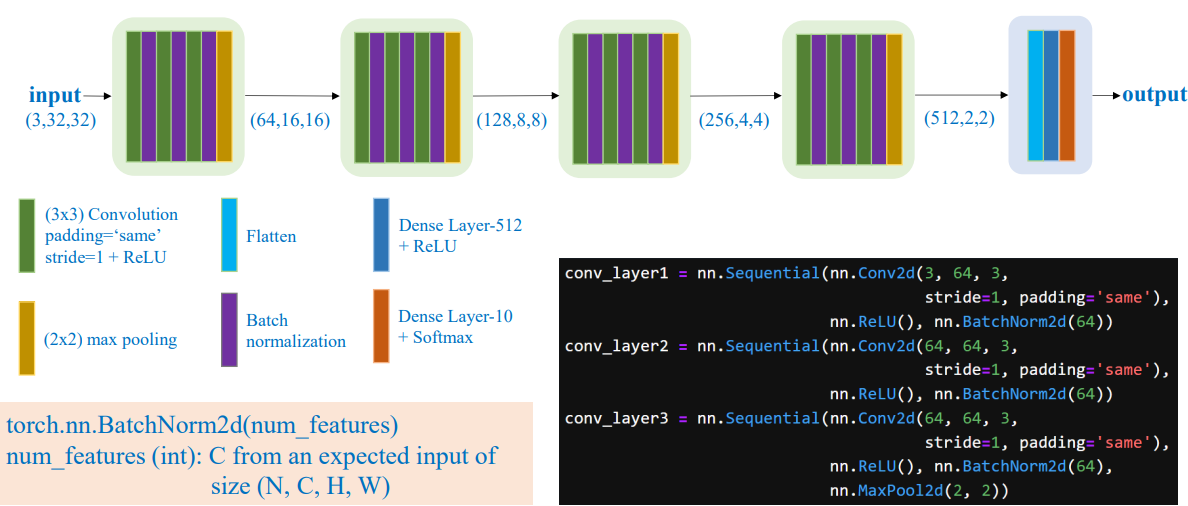 input
(3,32,32)
(64,16,16)
(128,8,8)
(256,4,4)
(512,2,2)
output
(3x3) Convolution
padding=‘same’
stride=1 + ReLU
Flatten
Dense Layer-512
+ ReLU
(2x2) max pooling
Batch
normalization
Dense Layer-10
+ Softmax
torch.nn.BatchNorm2d(num_features)
num_features (int): C from an expected input of
size (N, C, H, W)
conv_layer1 = nn.Sequential(nn.Conv2d(3, 64, 3,
stride=1, padding='same'),
nn.ReLU(), nn.BatchNorm2d(64))
conv_layer2 = nn.Sequential(nn.Conv2d(64, 64, 3,
stride=1, padding='same'),
nn.ReLU(), nn.BatchNorm2d(64))
conv_layer3 = nn.Sequential(nn.Conv2d(64, 64, 3,
stride=1, padding='same'),
nn.ReLU(), nn.BatchNorm2d(64),
nn.MaxPool2d(2, 2))